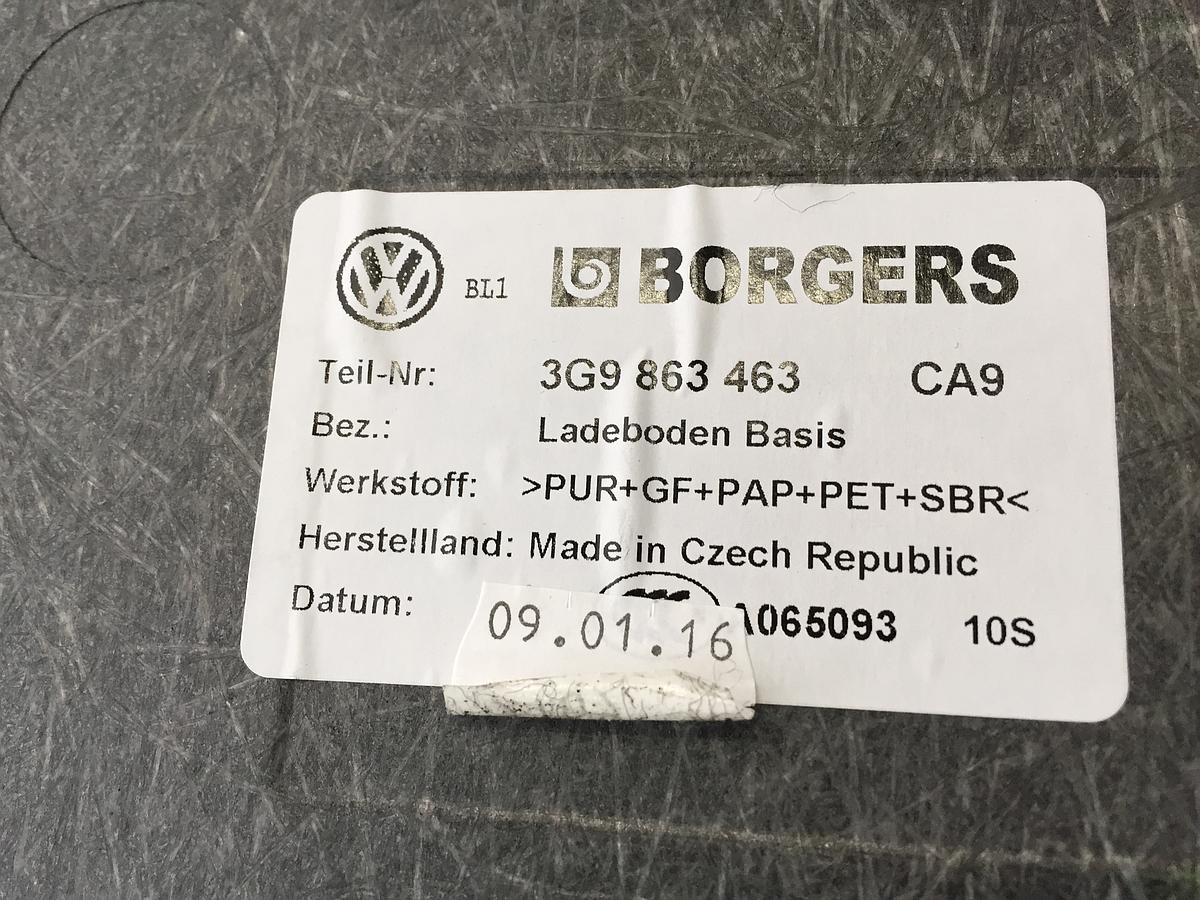 VW BL1 BORGERS
Teil-Nr: 3G9 863 463 CA9
Bez.: Ladeboden Basis
Werkstoff: >PUR+GF+PAP+PET+SBR<
Herstellland: Made in Czech Republic
Datum: 09.01.16 A065093 10S